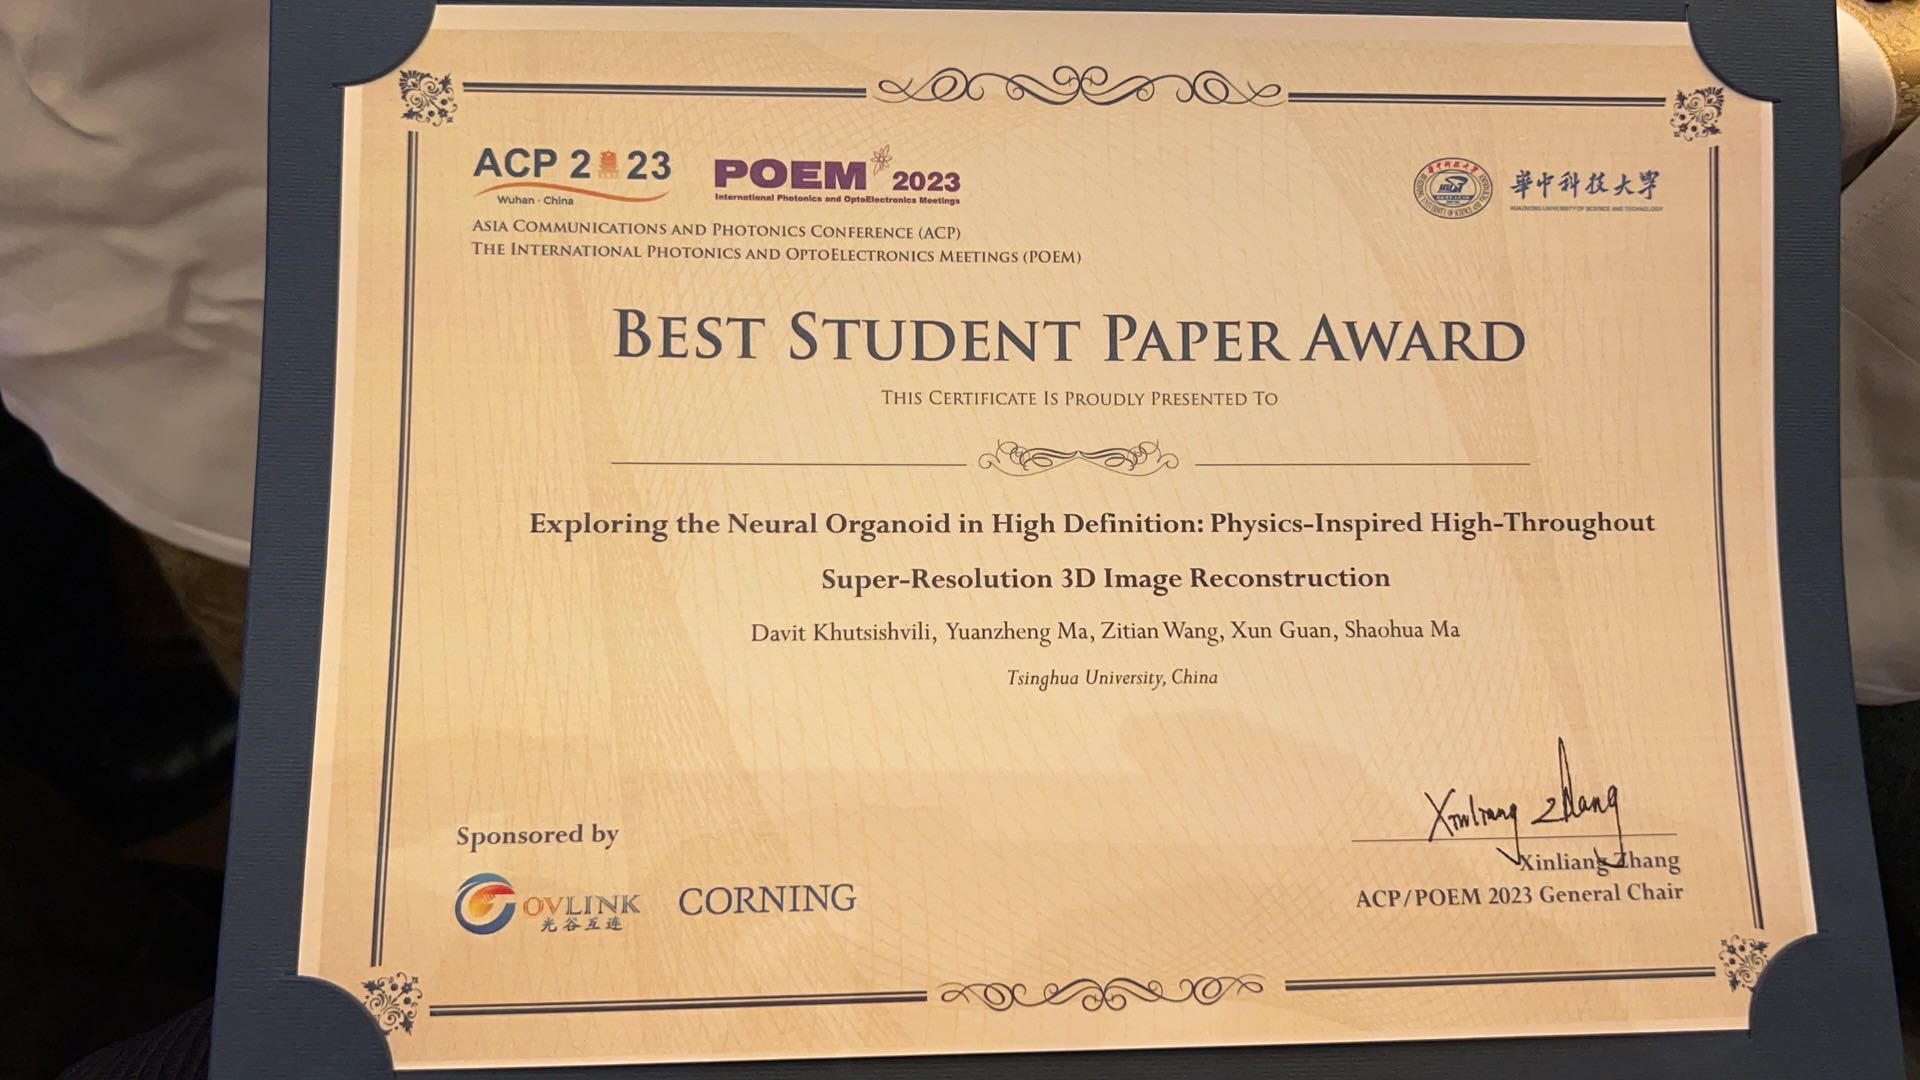 ACP 2023
Wuhan · China
POEM 2023
International Photonics and OptoElectronics Meetings
華中科技大學
HUAZHONG UNIVERSITY OF SCIENCE AND TECHNOLOGY
ASIA COMMUNICATIONS AND PHOTONICS CONFERENCE (ACP)
THE INTERNATIONAL PHOTONICS AND OPTOELECTRONICS MEETINGS (POEM)
BEST STUDENT PAPER AWARD
THIS CERTIFICATE IS PROUDLY PRESENTED TO
Exploring the Neural Organoid in High Definition: Physics-Inspired High-Throughout
Super-Resolution 3D Image Reconstruction
Davit Khutsishvili, Yuanzheng Ma, Zitian Wang, Xun Guan, Shaohua Ma
Tsinghua University, China
Sponsored by
OVLINK
光谷互连
CORNING
Xinliang Zhang
Xinliang Zhang
ACP/POEM 2023 General Chair